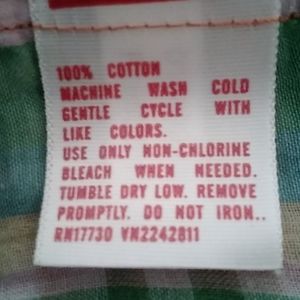 100% COTTON
MACHINE WASH COLD
GENTLE CYCLE WITH
LIKE COLORS.
USE ONLY NON-CHLORINE
BLEACH WHEN NEEDED.
TUMBLE DRY LOW. REMOVE
PROMPTLY. DO NOT IRON..
RN17730 VN2242811